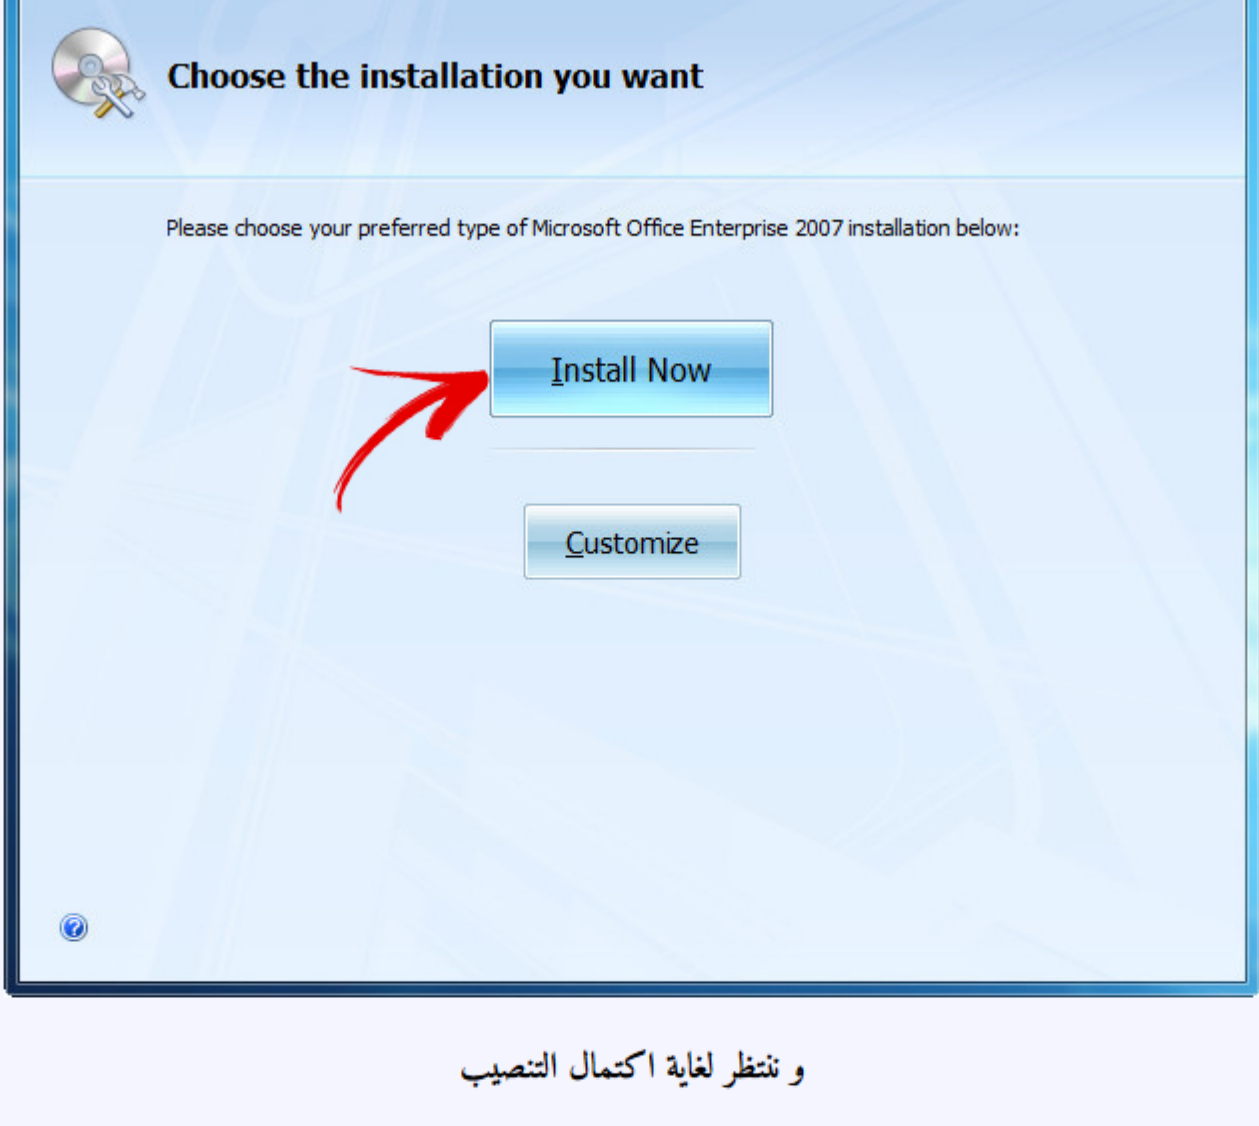 Choose the installation you want
Please choose your preferred type of Microsoft Office Enterprise 2007 installation below:
Install Now
Customize
و ننتظر لغاية اكتمال التنصيب